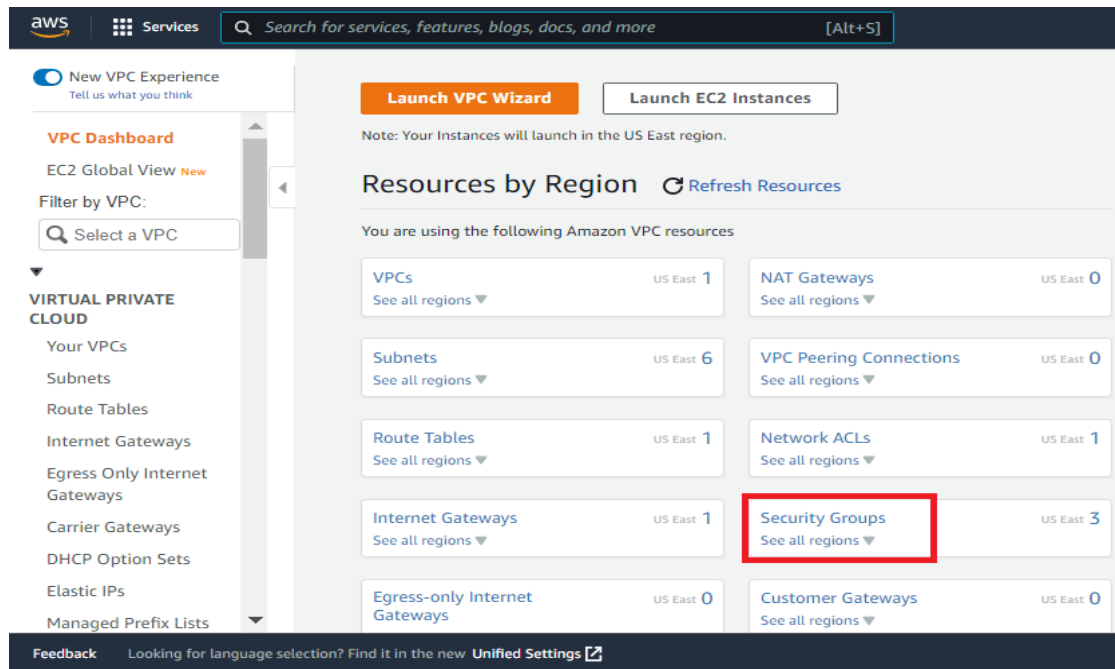 aws
Services
Search for services, features, blogs, docs, and more [Alt+S]
New VPC Experience
Tell us what you think
VPC Dashboard
EC2 Global View New
Filter by VPC:
Select a VPC
VIRTUAL PRIVATE
CLOUD
Your VPCs
Subnets
Route Tables
Internet Gateways
Egress Only Internet
Gateways
Carrier Gateways
DHCP Option Sets
Elastic IPs
Managed Prefix Lists
Launch VPC Wizard
Launch EC2 Instances
Note: Your Instances will launch in the US East region.
Resources by Region Refresh Resources
You are using the following Amazon VPC resources
VPCs US East 1
See all regions
NAT Gateways US East 0
See all regions
Subnets US East 6
See all regions
VPC Peering Connections US East 0
See all regions
Route Tables US East 1
See all regions
Network ACLs US East 1
See all regions
Internet Gateways US East 1
See all regions
Security Groups US East 3
See all regions
Egress-only Internet US East 0
Gateways
Customer Gateways US East 0
See all regions
Feedback Looking for language selection? Find it in the new Unified Settings